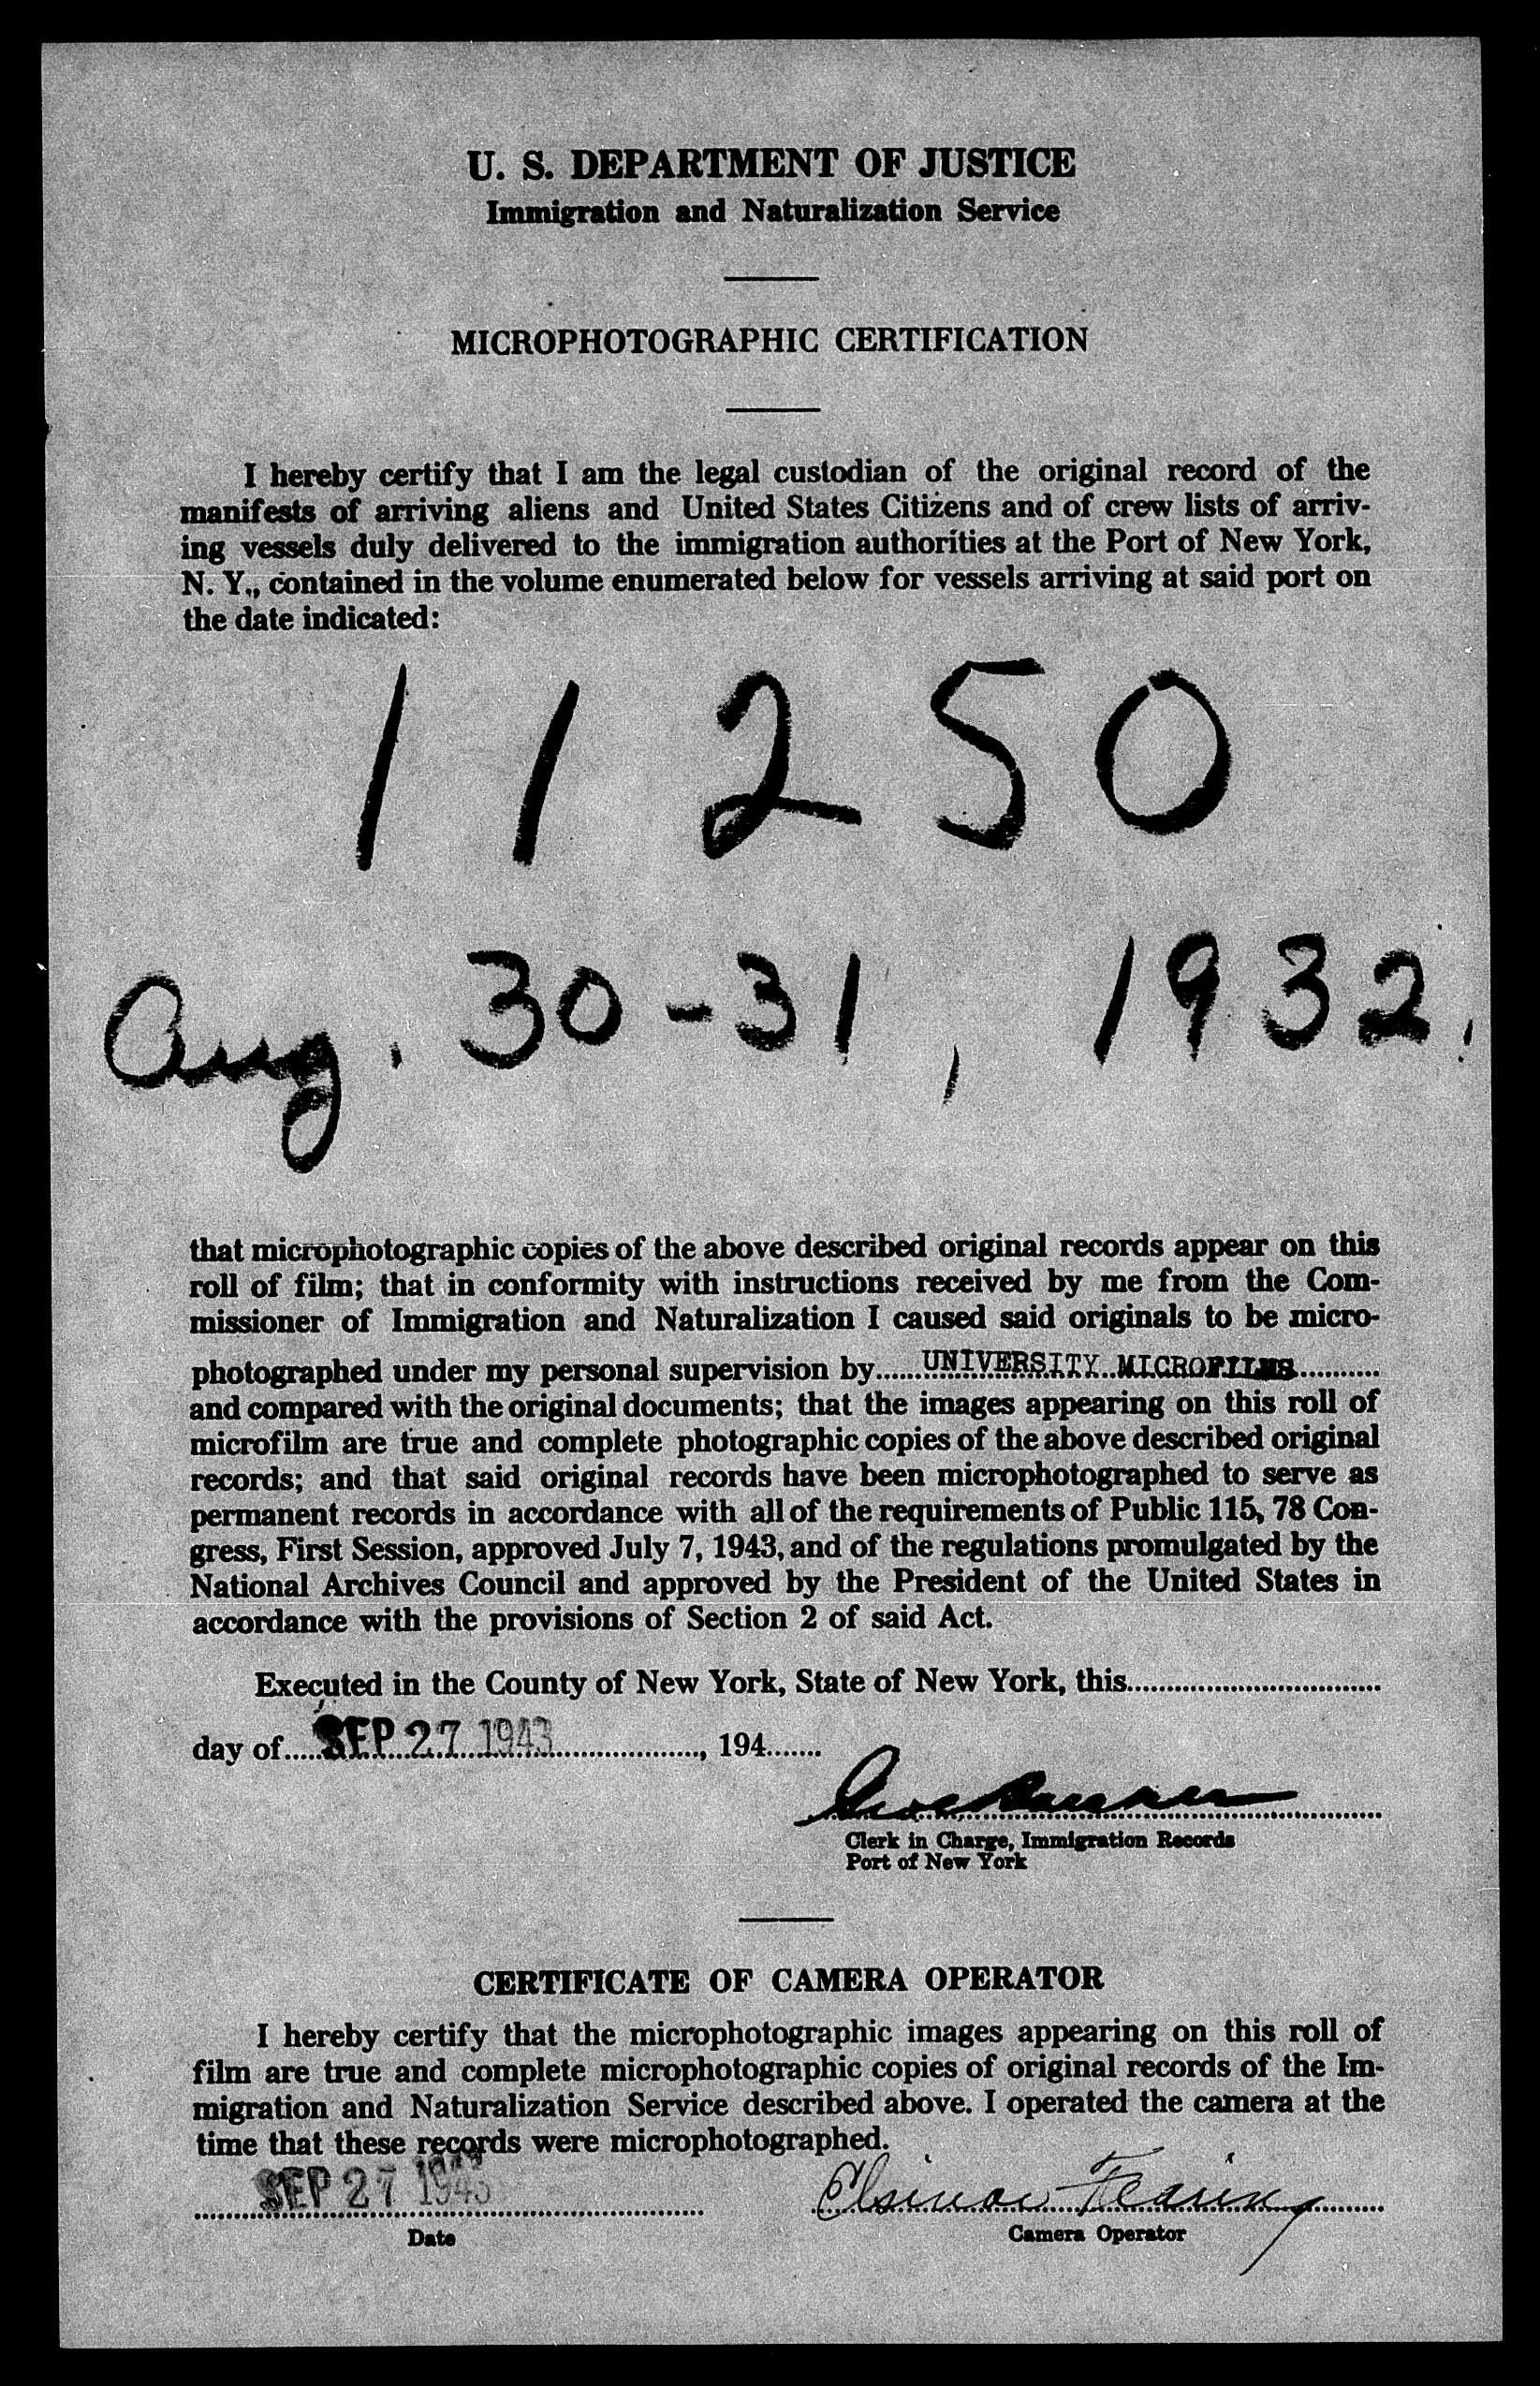 U. S. DEPARTMENT OF JUSTICE
Immigration and Naturalization Service
MICROPHOTOGRAPHIC CERTIFICATION
I hereby certify that I am the legal custodian of the original record of the
manifests of arriving aliens and United States Citizens and of crew lists of arriv-
ing vessels duly delivered to the immigration authorities at the Port of New York,
N. Y., contained in the volume enumerated below for vessels arriving at said port on
the date indicated:
11250
Aug. 30-31, 1932.
that microphotographic copies of the above described original records appear on this
roll of film; that in conformity with instructions received by me from the Com-
missioner of Immigration and Naturalization I caused said originals to be micro-
photographed under my personal supervision by......UNIVERSITY MICROFILMS..........
and compared with the original documents; that the images appearing on this roll of
microfilm are true and complete photographic copies of the above described original
records; and that said original records have been microphotographed to serve as
permanent records in accordance with all of the requirements of Public 115, 78 Con-
gress, First Session, approved July 7, 1943, and of the regulations promulgated by the
National Archives Council and approved by the President of the United States in
accordance with the provisions of Section 2 of said Act.
Executed in the County of New York, State of New York, this................................
day of.....SEP 27 1943..................., 194.......
Clerk in Charge, Immigration Records
Port of New York
CERTIFICATE OF CAMERA OPERATOR
I hereby certify that the microphotographic images appearing on this roll of
film are true and complete microphotographic copies of original records of the Im-
migration and Naturalization Service described above. I operated the camera at the
time that these records were microphotographed.
SEP 27 1943 Elsinor Fearing
Date Camera Operator